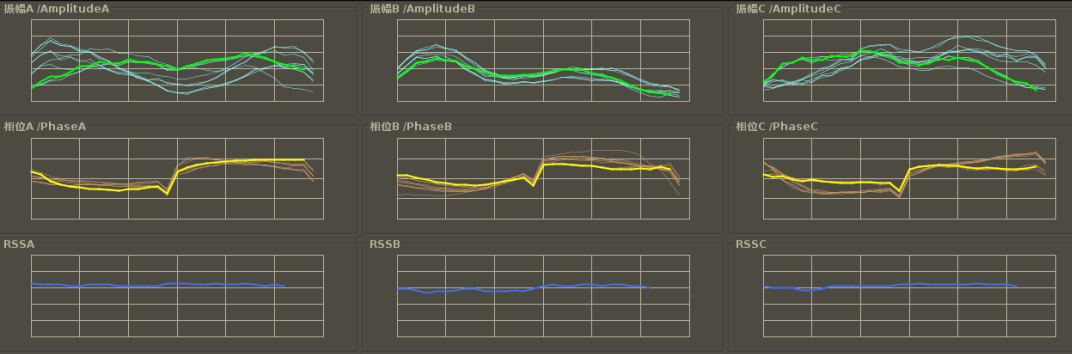 振幅A /AmplitudeA
振幅B /AmplitudeB
振幅C /AmplitudeC
相位A /PhaseA
相位B /PhaseB
相位C /PhaseC
RSSA
RSSB
RSSC